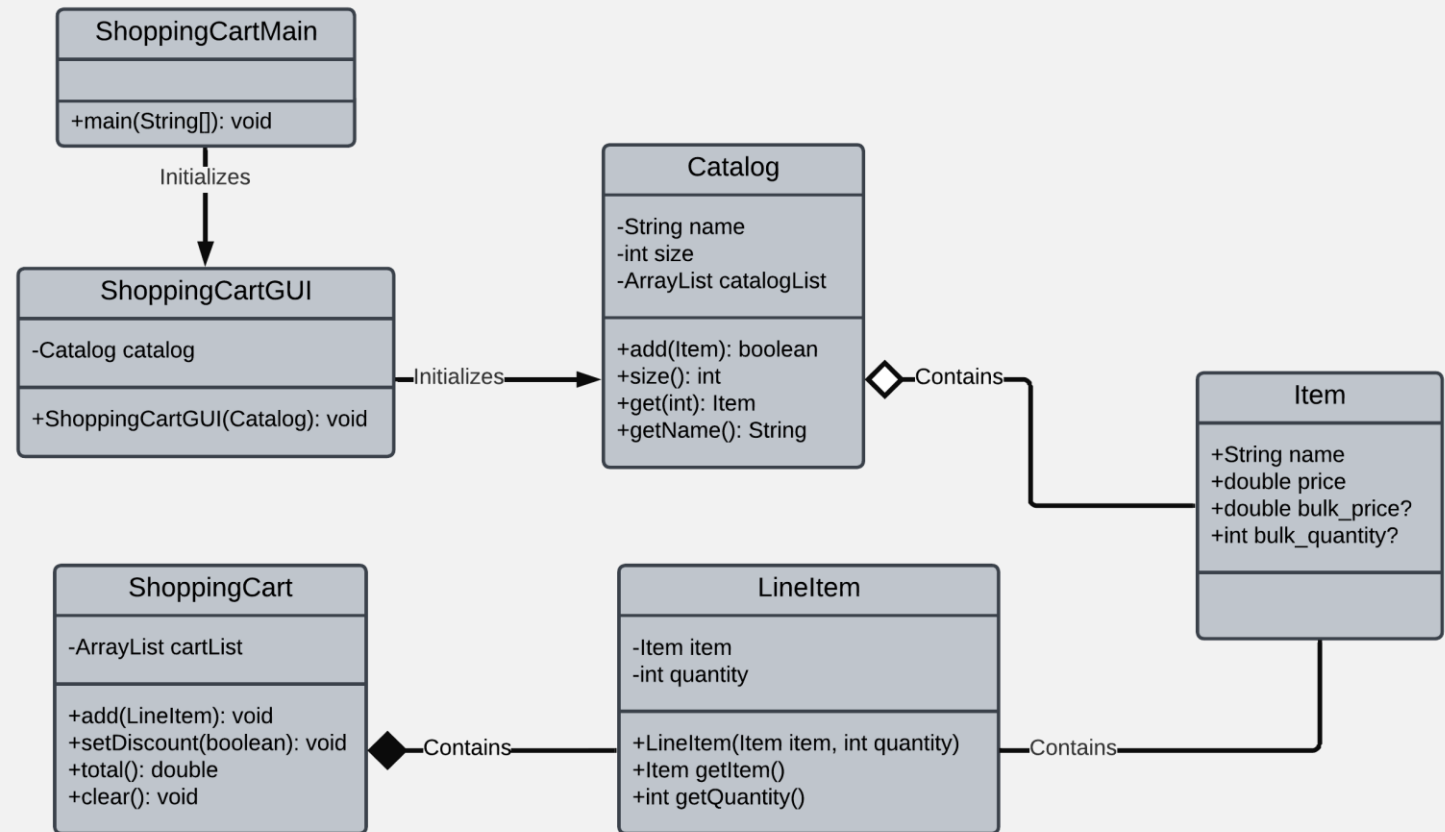 ShoppingCartMain
+main(String[]): void
Initializes
ShoppingCartGUI
-Catalog catalog
+ShoppingCartGUI(Catalog): void
Initializes
Catalog
-String name
-int size
-ArrayList catalogList
+add(Item): boolean
+size(): int
+get(int): Item
+getName(): String
Contains
Item
+String name
+double price
+double bulk_price?
+int bulk_quantity?
ShoppingCart
-ArrayList cartList
+add(LineItem): void
+setDiscount(boolean): void
+total(): double
+clear(): void
Contains
LineItem
-Item item
-int quantity
+LineItem(Item item, int quantity)
+Item getItem()
+int getQuantity()
Contains